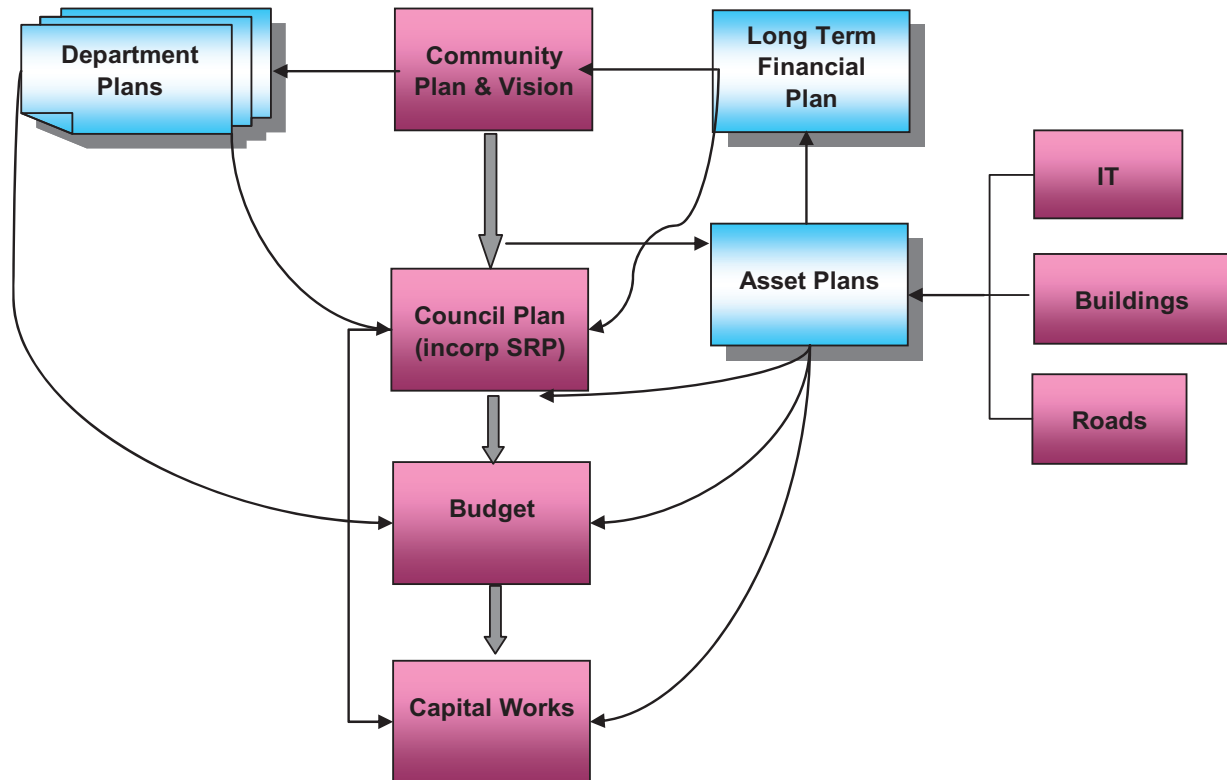 Department
Plans
Community
Plan & Vision
Long Term
Financial
Plan
IT
Asset Plans
Buildings
Council Plan
(incorp SRP)
Roads
Budget
Capital Works